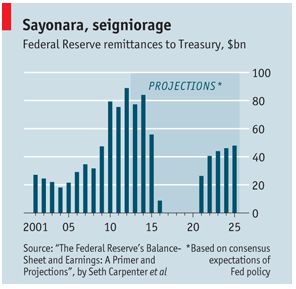 Sayonara, seigniorage
Federal Reserve remittances to Treasury, $bn
PROJECTIONS*
100
80
60
40
20
0
2001 05 10 15 20 25
Source: "The Federal Reserve's Balance- *Based on consensus
Sheet and Earnings: A Primer and expectations of
Projections", by Seth Carpenter et al Fed policy